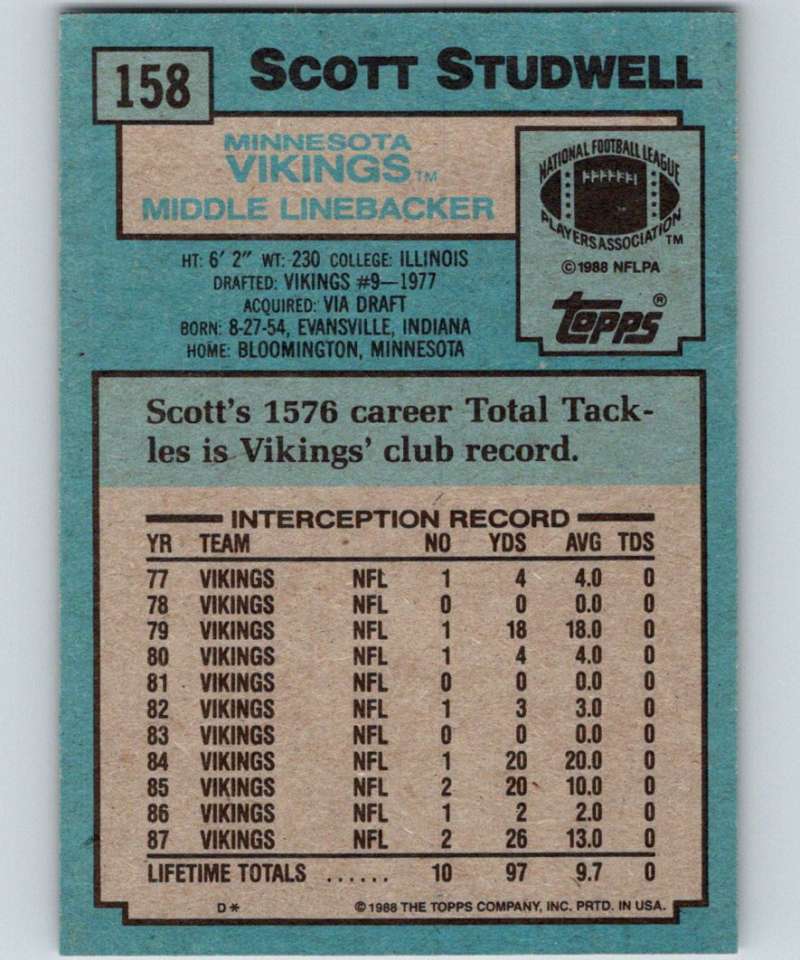 158
SCOTT STUDWELL
MINNESOTA
VIKINGS™
MIDDLE LINEBACKER
NATIONAL FOOTBALL LEAGUE
PLAYERS ASSOCIATION™
©1988 NFLPA
Topps®
HT: 6' 2" WT: 230 COLLEGE: ILLINOIS
DRAFTED: VIKINGS #9—1977
ACQUIRED: VIA DRAFT
BORN: 8-27-54, EVANSVILLE, INDIANA
HOME: BLOOMINGTON, MINNESOTA
Scott's 1576 career Total Tack-
les is Vikings' club record.
INTERCEPTION RECORD
YR TEAM NO YDS AVG TDS
77 VIKINGS NFL 1 4 4.0 0
78 VIKINGS NFL 0 0 0.0 0
79 VIKINGS NFL 1 18 18.0 0
80 VIKINGS NFL 1 4 4.0 0
81 VIKINGS NFL 0 0 0.0 0
82 VIKINGS NFL 1 3 3.0 0
83 VIKINGS NFL 0 0 0.0 0
84 VIKINGS NFL 1 20 20.0 0
85 VIKINGS NFL 2 20 10.0 0
86 VIKINGS NFL 1 2 2.0 0
87 VIKINGS NFL 2 26 13.0 0
LIFETIME TOTALS ...... 10 97 9.7 0
D* ©1988 THE TOPPS COMPANY, INC. PRTD. IN USA.